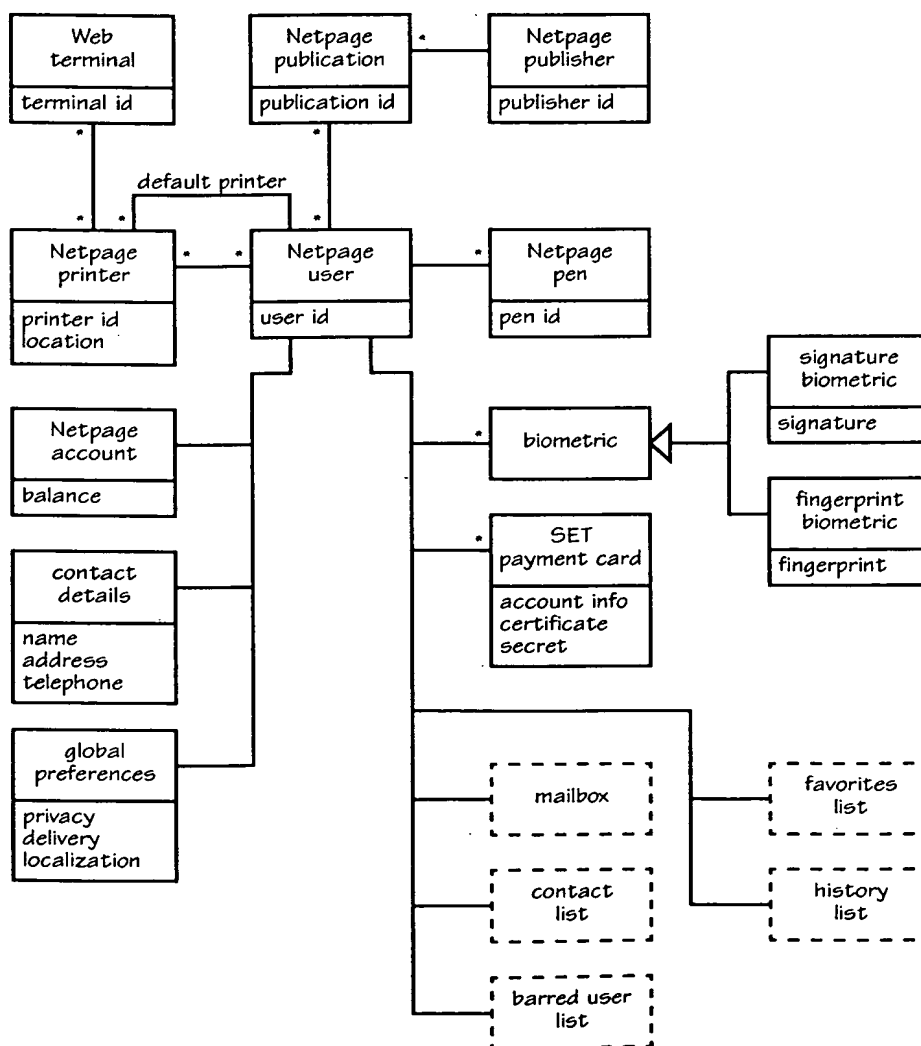 Web
terminal
terminal id
Netpage
publication
publication id
*
Netpage
publisher
publisher id
*
*
default printer
*
*
*
Netpage
printer
printer id
location
*
*
Netpage
user
user id
*
Netpage
pen
pen id
Netpage
account
balance
*
biometric
signature
biometric
signature
fingerprint
biometric
fingerprint
contact
details
name
address
telephone
*
SET
payment card
account info
certificate
secret
global
preferences
privacy
delivery
localization
mailbox
favorites
list
contact
list
history
list
barred user
list